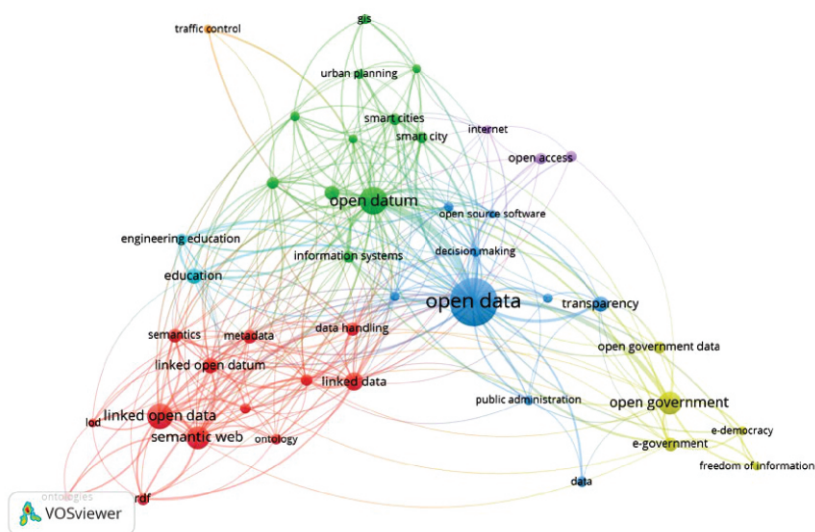 gis
traffic control
urban planning
smart cities
internet
smart city
open access
open datum
open source software
engineering education
decision making
information systems
education
open data
transparency
data handling
semantics
metadata
open government data
linked open datum
linked data
public administration
open government
linked open data
lod
e-democracy
semantic web
ontology
e-government
freedom of information
data
ontologies
rdf
VOSviewer